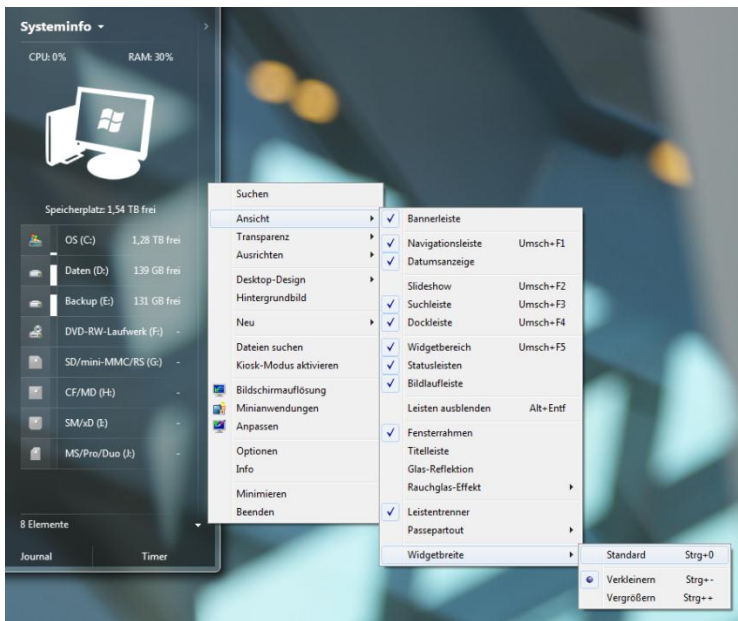 Systeminfo
CPU: 0% RAM: 30%
Speicherplatz: 1,54 TB frei
OS (C:) 1,28 TB frei
Daten (D:) 139 GB frei
Backup (E:) 131 GB frei
DVD-RW-Laufwerk (F:) -
SD/mini-MMC/RS (G:) -
CF/MD (H:) -
SM/xD (I:) -
MS/Pro/Duo (J:) -
8 Elemente
Journal Timer
Suchen
Ansicht
Transparenz
Ausrichten
Desktop-Design
Hintergrundbild
Neu
Dateien suchen
Kiosk-Modus aktivieren
Bildschirmauflösung
Minianwendungen
Anpassen
Optionen
Info
Minimieren
Beenden
Bannerleiste
Navigationsleiste Umsch+F1
Datumsanzeige
Slideshow Umsch+F2
Suchleiste Umsch+F3
Dockleiste Umsch+F4
Widgetbereich Umsch+F5
Statusleisten
Bildlaufleiste
Leisten ausblenden Alt+Entf
Fensterrahmen
Titelleiste
Glas-Reflektion
Rauchglas-Effekt
Leistentrenner
Passepartout
Widgetbreite
Standard Strg+0
Verkleinern Strg+-
Vergrößern Strg++